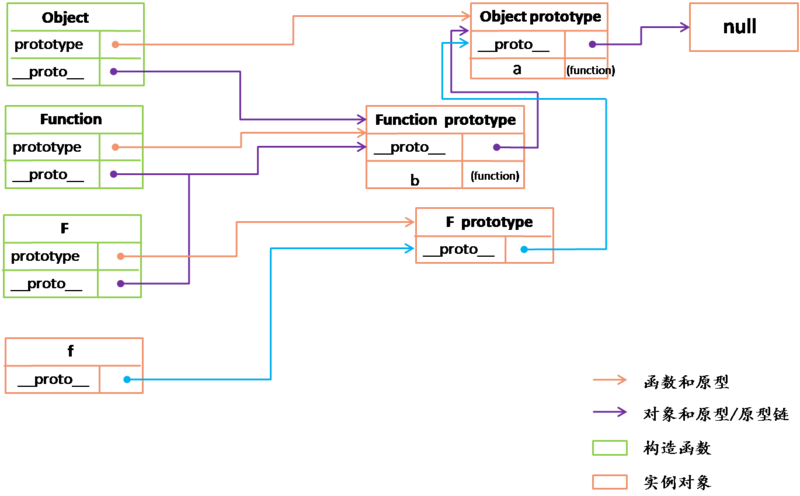 Object
prototype
__proto__
Object prototype
__proto__
a
(function)
null
Function
prototype
__proto__
Function prototype
__proto__
b
(function)
F
prototype
__proto__
F prototype
__proto__
f
__proto__
函数和原型
对象和原型/原型链
构造函数
实例对象